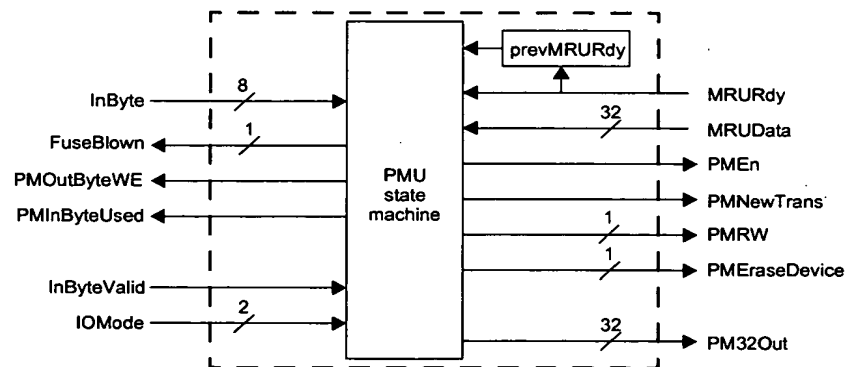 prevMRURdy
InByte
8
FuseBlown
1
PMOutByteWE
PMInByteUsed
InByteValid
IOMode
2
PMU
state
machine
MRURdy
32
MRUData
PMEn
PMNewTrans
1
PMRW
1
PMEraseDevice
32
PM32Out